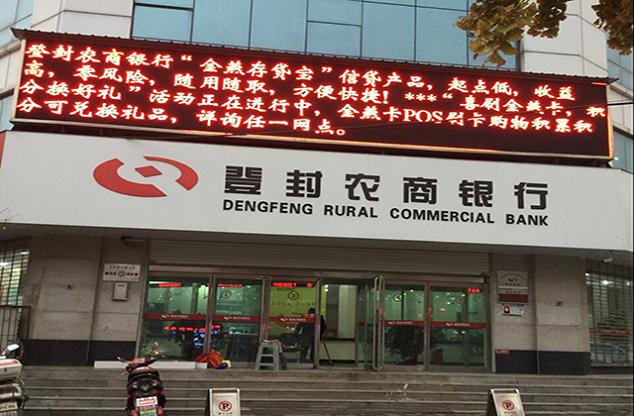 登封农商银行“金燕存贷宝”信贷产品，起点低，收益
高，零风险，随用随取，方便快捷！***“喜刷金燕卡，积
分换好礼”活动正在进行中，金燕卡POS刷卡购物积累积
分可兑换礼品，详询任一网点。
登封农商银行
DENGFENG RURAL COMMERCIAL BANK